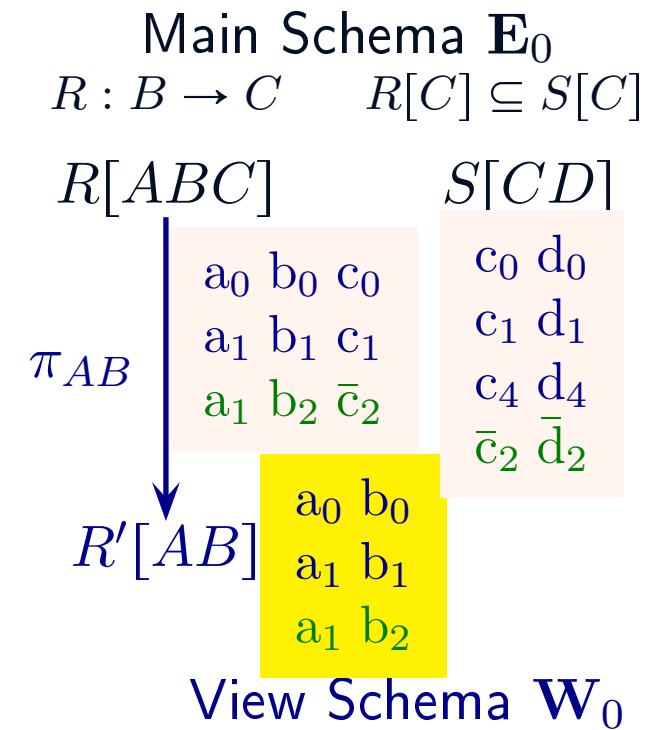 Main Schema E₀
R : B → C R[C] ⊆ S[C]
R[ABC] S[CD]
a₀ b₀ c₀
a₁ b₁ c₁
a₁ b₂ c̄₂
c₀ d₀
c₁ d₁
c₄ d₄
c̄₂ d̄₂
π_AB
R′[AB]
a₀ b₀
a₁ b₁
a₁ b₂
View Schema W₀